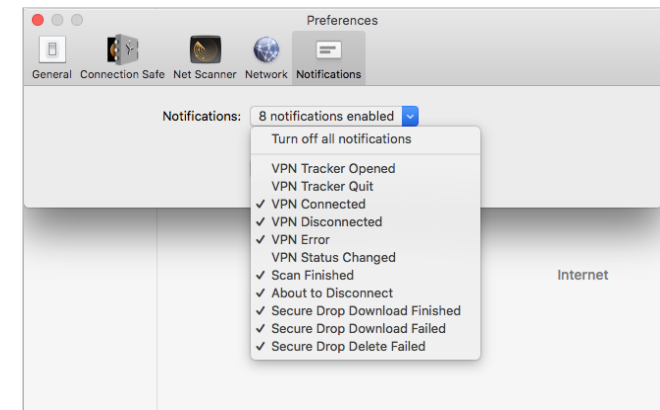 Preferences
General Connection Safe Net Scanner Network Notifications
Notifications: 8 notifications enabled
Turn off all notifications
VPN Tracker Opened
VPN Tracker Quit
✓ VPN Connected
✓ VPN Disconnected
✓ VPN Error
VPN Status Changed
✓ Scan Finished
Internet
✓ About to Disconnect
✓ Secure Drop Download Finished
✓ Secure Drop Download Failed
✓ Secure Drop Delete Failed